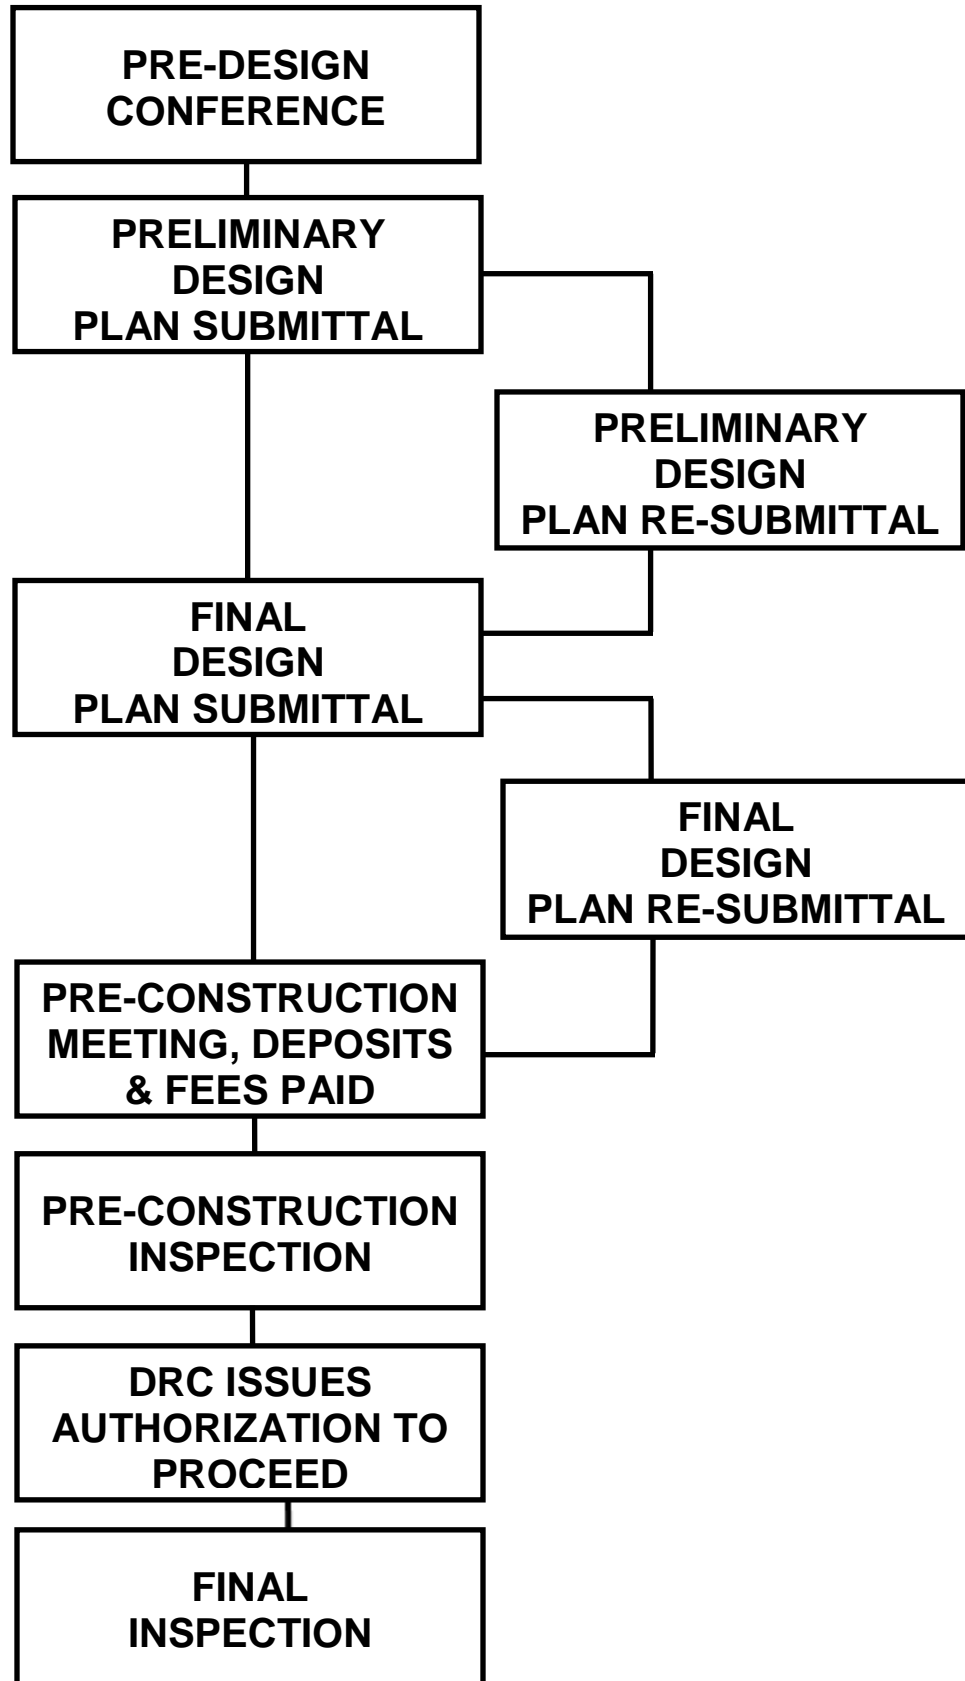 PRE-DESIGN
CONFERENCE
PRELIMINARY
DESIGN
PLAN SUBMITTAL
PRELIMINARY
DESIGN
PLAN RE-SUBMITTAL
FINAL
DESIGN
PLAN SUBMITTAL
FINAL
DESIGN
PLAN RE-SUBMITTAL
PRE-CONSTRUCTION
MEETING, DEPOSITS
& FEES PAID
PRE-CONSTRUCTION
INSPECTION
DRC ISSUES
AUTHORIZATION TO
PROCEED
FINAL
INSPECTION